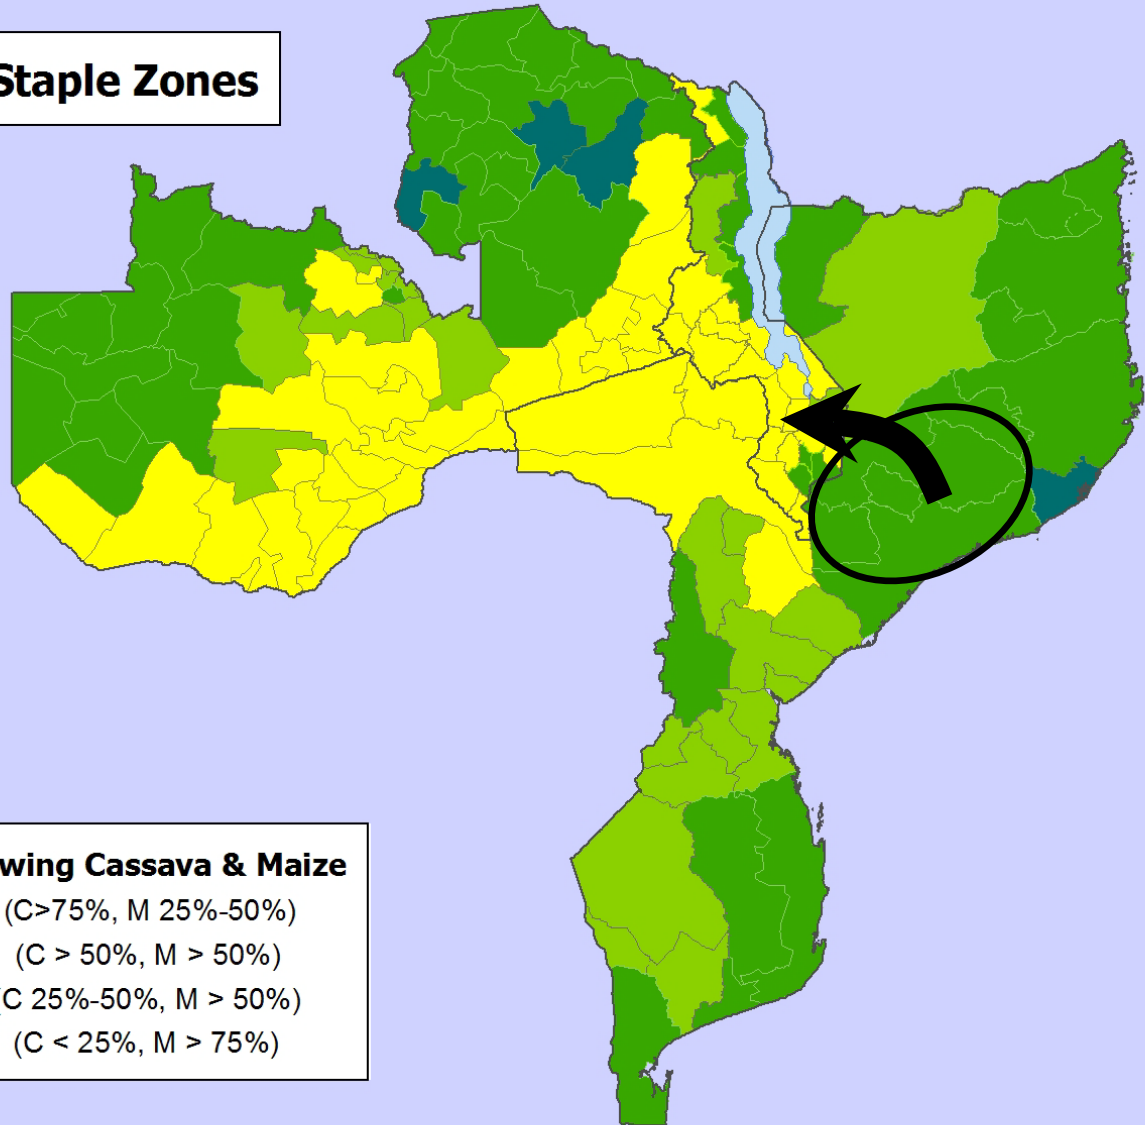 Staple Zones
wing Cassava & Maize
(C>75%, M 25%-50%)
(C > 50%, M > 50%)
(C 25%-50%, M > 50%)
(C < 25%, M > 75%)